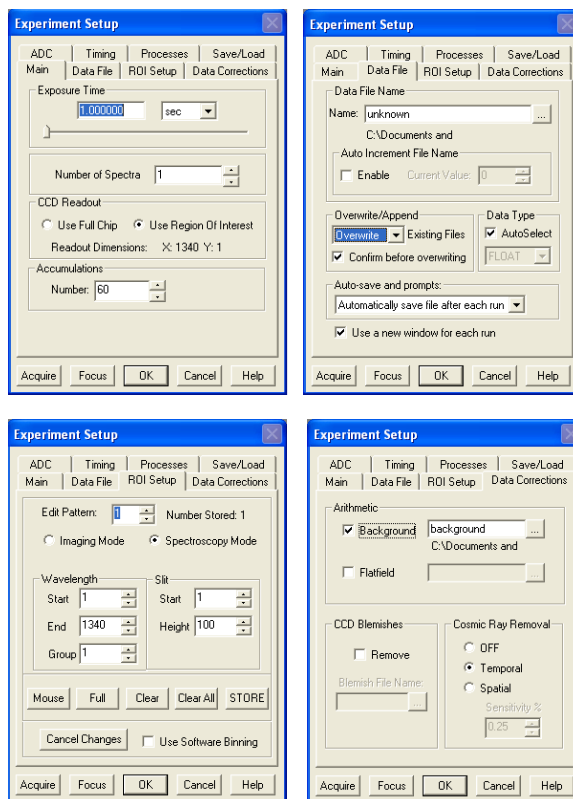 Experiment Setup
ADC Timing Processes Save/Load
Main Data File ROI Setup Data Corrections
Exposure Time
1.000000 sec
Number of Spectra 1
CCD Readout
Use Full Chip Use Region Of Interest
Readout Dimensions: X: 1340 Y: 1
Accumulations
Number: 60
Acquire Focus OK Cancel Help
Experiment Setup
ADC Timing Processes Save/Load
Main Data File ROI Setup Data Corrections
Data File Name
Name: unknown ...
C:\Documents and
Auto Increment File Name
Enable Current Value: 0
Overwrite/Append Data Type
Overwrite Existing Files AutoSelect
Confirm before overwriting FLOAT
Auto-save and prompts:
Automatically save file after each run
Use a new window for each run
Acquire Focus OK Cancel Help
Experiment Setup
ADC Timing Processes Save/Load
Main Data File ROI Setup Data Corrections
Edit Pattern: 1 Number Stored: 1
Imaging Mode Spectroscopy Mode
Wavelength Slit
Start 1 Start 1
End 1340 Height 100
Group 1
Mouse Full Clear Clear All STORE
Cancel Changes Use Software Binning
Acquire Focus OK Cancel Help
Experiment Setup
ADC Timing Processes Save/Load
Main Data File ROI Setup Data Corrections
Arithmetic
Background background ...
C:\Documents and
Flatfield ...
CCD Blemishes Cosmic Ray Removal
Remove OFF
Blemish File Name: Temporal
... Spatial
Sensitivity %
0.25
Acquire Focus OK Cancel Help